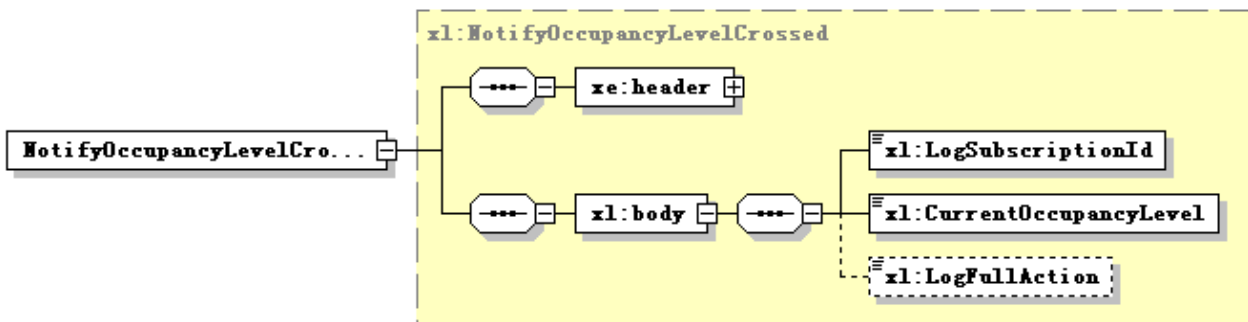 xl:NotifyOccupancyLevelCrossed
xe:header
NotifyOccupancyLevelCro...
xl:LogSubscriptionId
xl:body
xl:CurrentOccupancyLevel
xl:LogFullAction